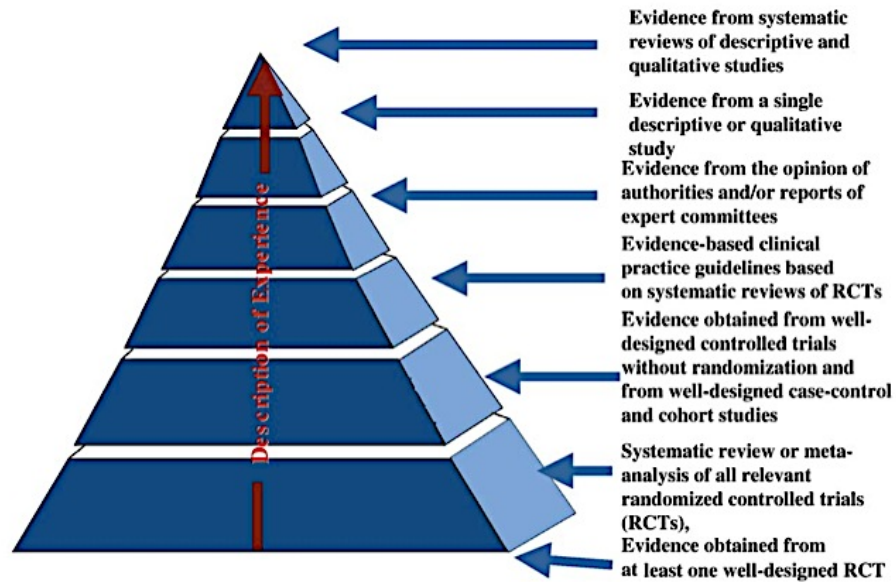 Evidence from systematic
reviews of descriptive and
qualitative studies
Evidence from a single
descriptive or qualitative
study
Evidence from the opinion of
authorities and/or reports of
expert committees
Evidence-based clinical
practice guidelines based
on systematic reviews of RCTs
Evidence obtained from well-
designed controlled trials
without randomization and
from well-designed case-control
and cohort studies
Systematic review or meta-
analysis of all relevant
randomized controlled trials
(RCTs),
Evidence obtained from
at least one well-designed RCT
Description of Experience